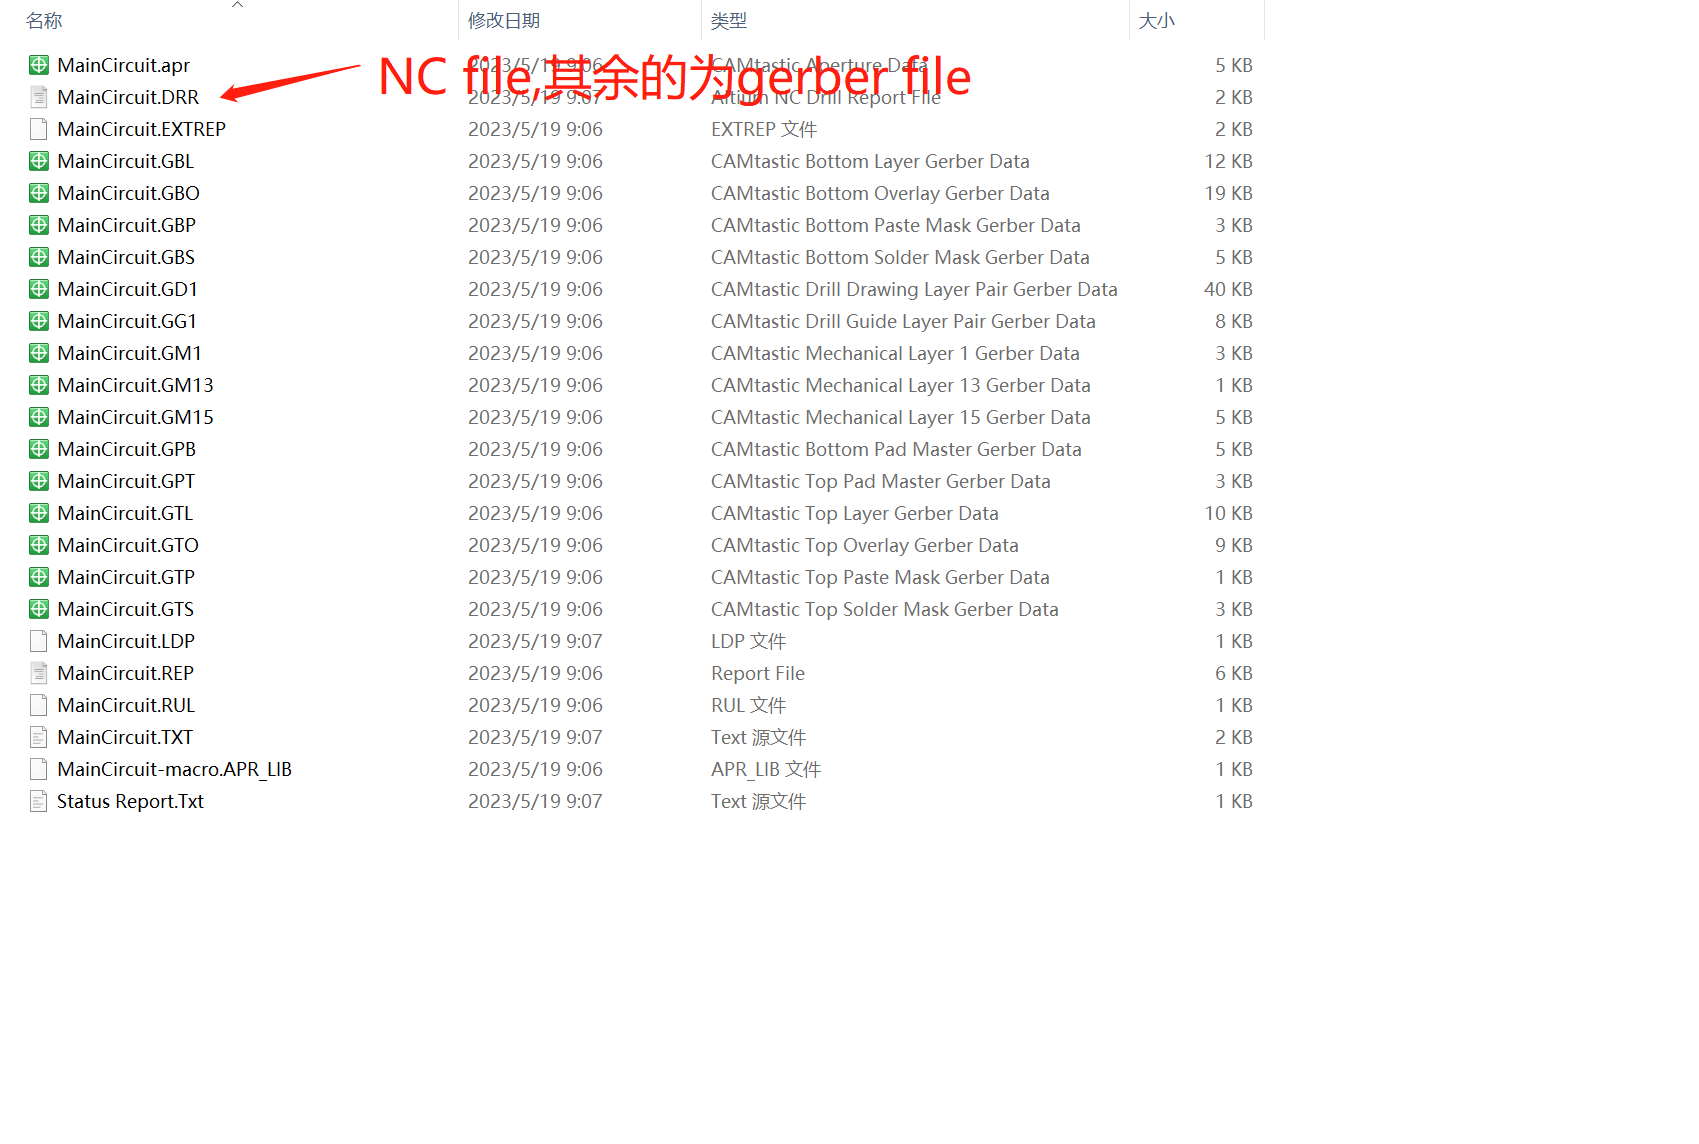 名称 修改日期 类型 大小
MainCircuit.apr 2023/5/19 9:06 CAMtastic Aperture Data 5 KB
NC file,其余的为gerber file
MainCircuit.DRR 2023/5/19 9:07 Altium NC Drill Report File 2 KB
MainCircuit.EXTREP 2023/5/19 9:06 EXTREP 文件 2 KB
MainCircuit.GBL 2023/5/19 9:06 CAMtastic Bottom Layer Gerber Data 12 KB
MainCircuit.GBO 2023/5/19 9:06 CAMtastic Bottom Overlay Gerber Data 19 KB
MainCircuit.GBP 2023/5/19 9:06 CAMtastic Bottom Paste Mask Gerber Data 3 KB
MainCircuit.GBS 2023/5/19 9:06 CAMtastic Bottom Solder Mask Gerber Data 5 KB
MainCircuit.GD1 2023/5/19 9:06 CAMtastic Drill Drawing Layer Pair Gerber Data 40 KB
MainCircuit.GG1 2023/5/19 9:06 CAMtastic Drill Guide Layer Pair Gerber Data 8 KB
MainCircuit.GM1 2023/5/19 9:06 CAMtastic Mechanical Layer 1 Gerber Data 3 KB
MainCircuit.GM13 2023/5/19 9:06 CAMtastic Mechanical Layer 13 Gerber Data 1 KB
MainCircuit.GM15 2023/5/19 9:06 CAMtastic Mechanical Layer 15 Gerber Data 5 KB
MainCircuit.GPB 2023/5/19 9:06 CAMtastic Bottom Pad Master Gerber Data 5 KB
MainCircuit.GPT 2023/5/19 9:06 CAMtastic Top Pad Master Gerber Data 3 KB
MainCircuit.GTL 2023/5/19 9:06 CAMtastic Top Layer Gerber Data 10 KB
MainCircuit.GTO 2023/5/19 9:06 CAMtastic Top Overlay Gerber Data 9 KB
MainCircuit.GTP 2023/5/19 9:06 CAMtastic Top Paste Mask Gerber Data 1 KB
MainCircuit.GTS 2023/5/19 9:06 CAMtastic Top Solder Mask Gerber Data 3 KB
MainCircuit.LDP 2023/5/19 9:07 LDP 文件 1 KB
MainCircuit.REP 2023/5/19 9:06 Report File 6 KB
MainCircuit.RUL 2023/5/19 9:06 RUL 文件 1 KB
MainCircuit.TXT 2023/5/19 9:07 Text 源文件 2 KB
MainCircuit-macro.APR_LIB 2023/5/19 9:06 APR_LIB 文件 1 KB
Status Report.Txt 2023/5/19 9:07 Text 源文件 1 KB